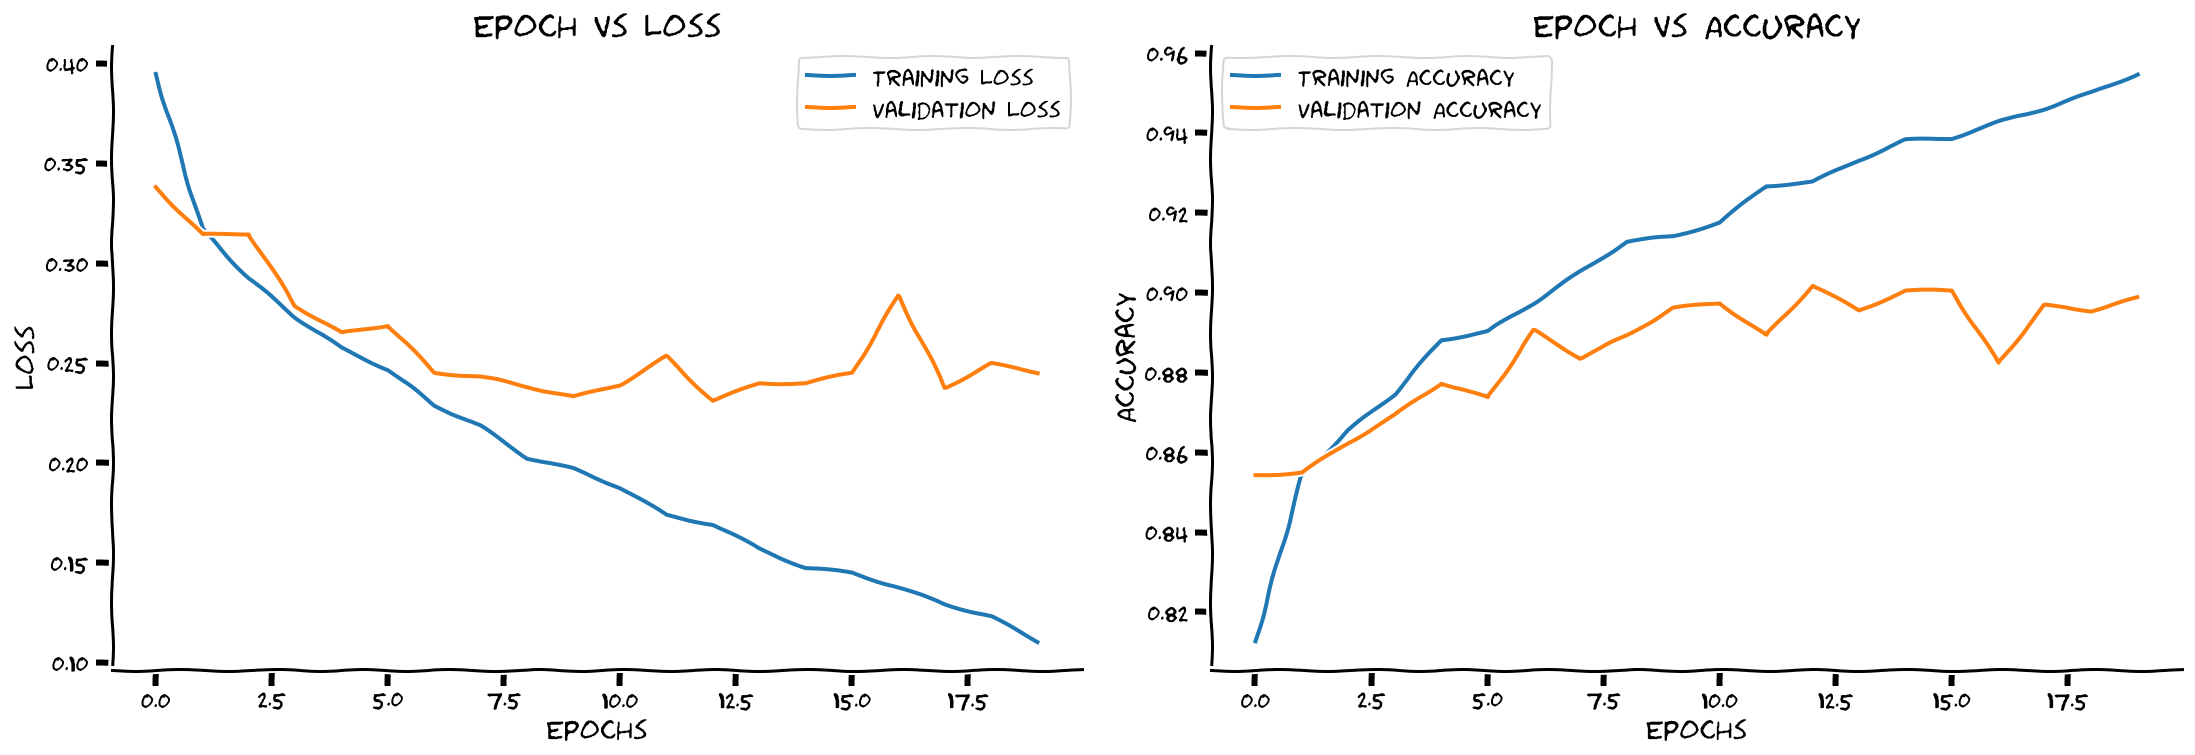 EPOCH VS LOSS
0.40
0.35
0.30
0.25
0.20
0.15
0.10
LOSS
TRAINING LOSS
VALIDATION LOSS
0.0 2.5 5.0 7.5 10.0 12.5 15.0 17.5
EPOCHS
EPOCH VS ACCURACY
0.96
0.94
0.92
0.90
0.88
0.86
0.84
0.82
ACCURACY
TRAINING ACCURACY
VALIDATION ACCURACY
0.0 2.5 5.0 7.5 10.0 12.5 15.0 17.5
EPOCHS